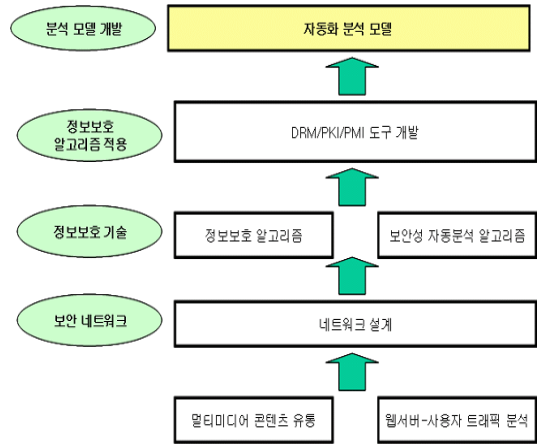 분석 모델 개발
자동화 분석 모델
정보보호
알고리즘 적용
DRM/PKI/PMI 도구 개발
정보보호 기술
정보보호 알고리즘
보안성 자동분석 알고리즘
보안 네트워크
네트워크 설계
멀티미디어 콘텐츠 유통
웹서버-사용자 트래픽 분석